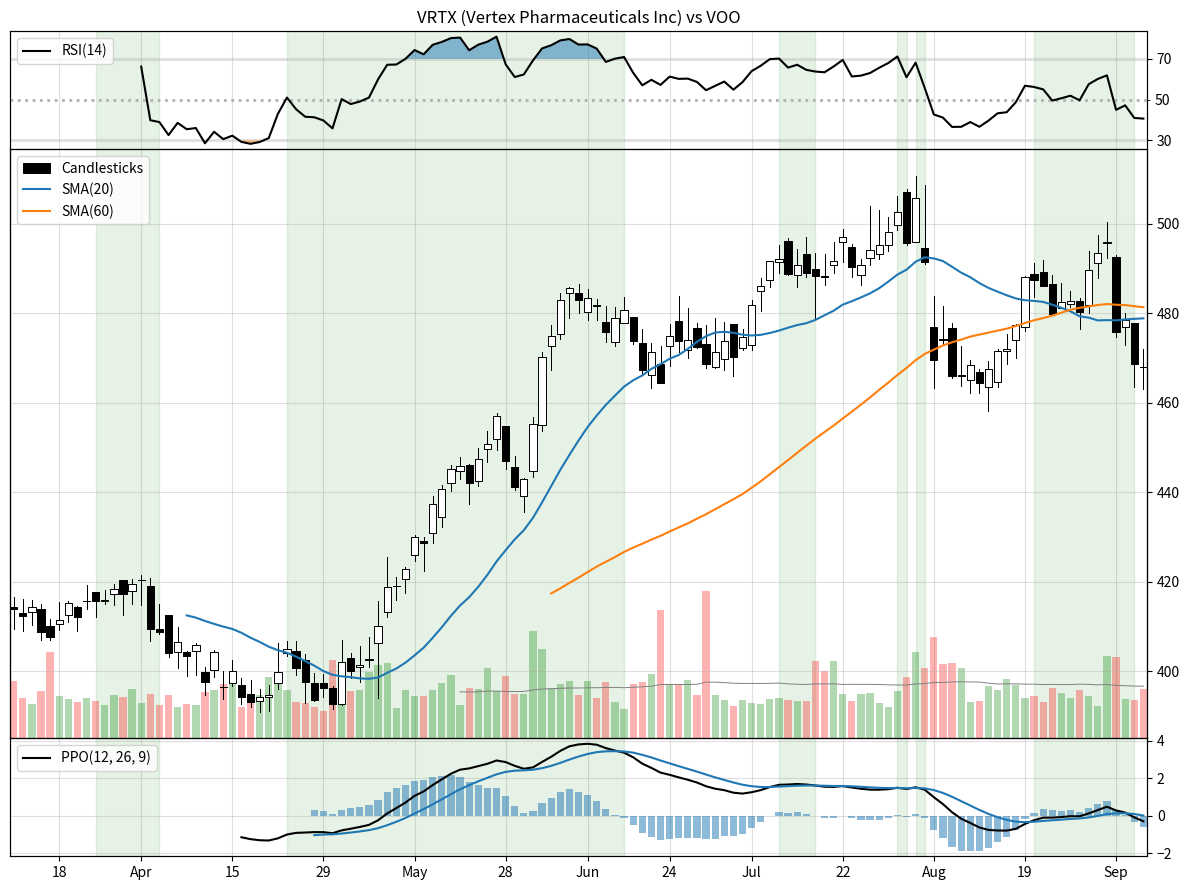 VRTX (Vertex Pharmaceuticals Inc) vs VOO
RSI(14)
70
50
30
Candlesticks
SMA(20)
SMA(60)
500
480
460
440
420
400
PPO(12, 26, 9)
4
2
0
−2
18 Apr 15 29 May 28 Jun 24 Jul 22 Aug 19 Sep